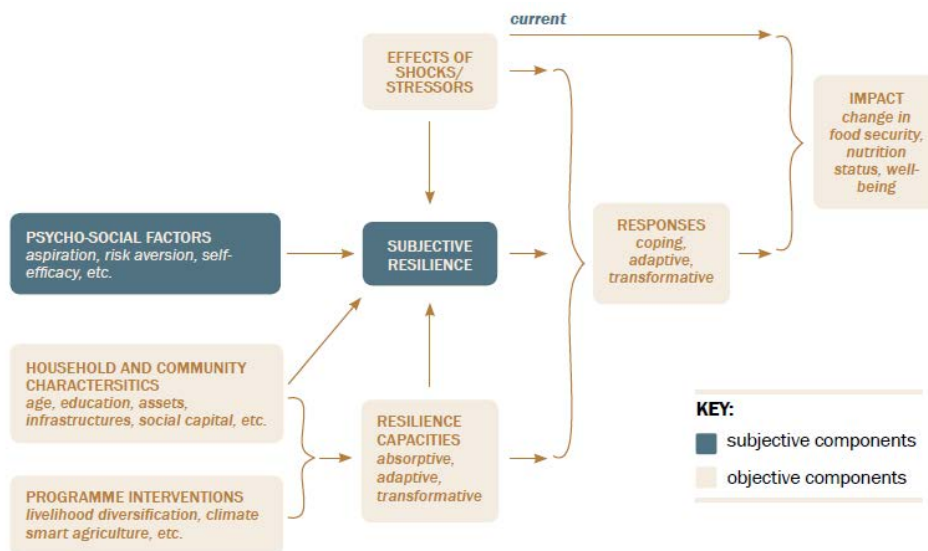 current
EFFECTS OF
SHOCKS/
STRESSORS
IMPACT
change in
food security,
nutrition
status, well-
being
PSYCHO-SOCIAL FACTORS
aspiration, risk aversion, self-
efficacy, etc.
SUBJECTIVE
RESILIENCE
RESPONSES
coping,
adaptive,
transformative
HOUSEHOLD AND COMMUNITY
CHARACTERSITICS
age, education, assets,
infrastructures, social capital, etc.
RESILIENCE
CAPACITIES
absorptive,
adaptive,
transformative
PROGRAMME INTERVENTIONS
livelihood diversification, climate
smart agriculture, etc.
KEY:
subjective components
objective components